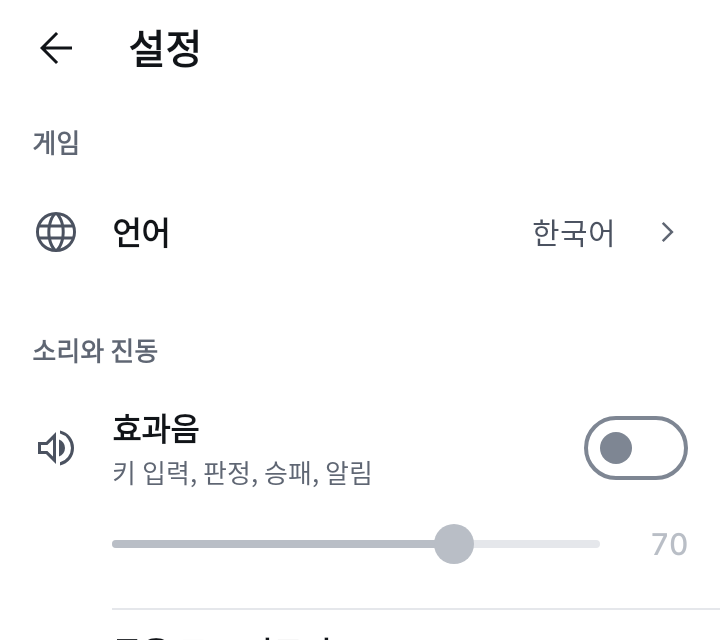 설정
게임
언어
한국어
소리와 진동
효과음
키 입력, 판정, 승패, 알림
70